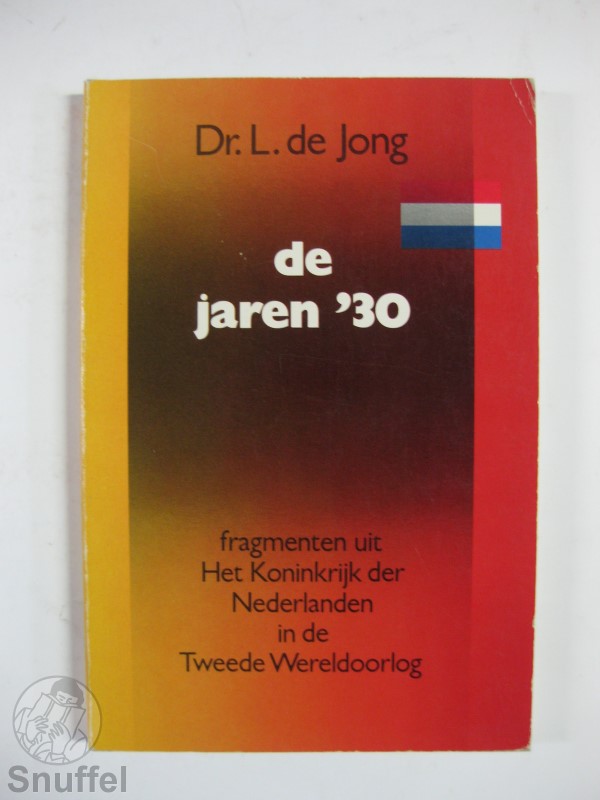 Dr. L. de Jong
de
jaren ’30
fragmenten uit
Het Koninkrijk der
Nederlanden
in de
Tweede Wereldoorlog
Snuffel